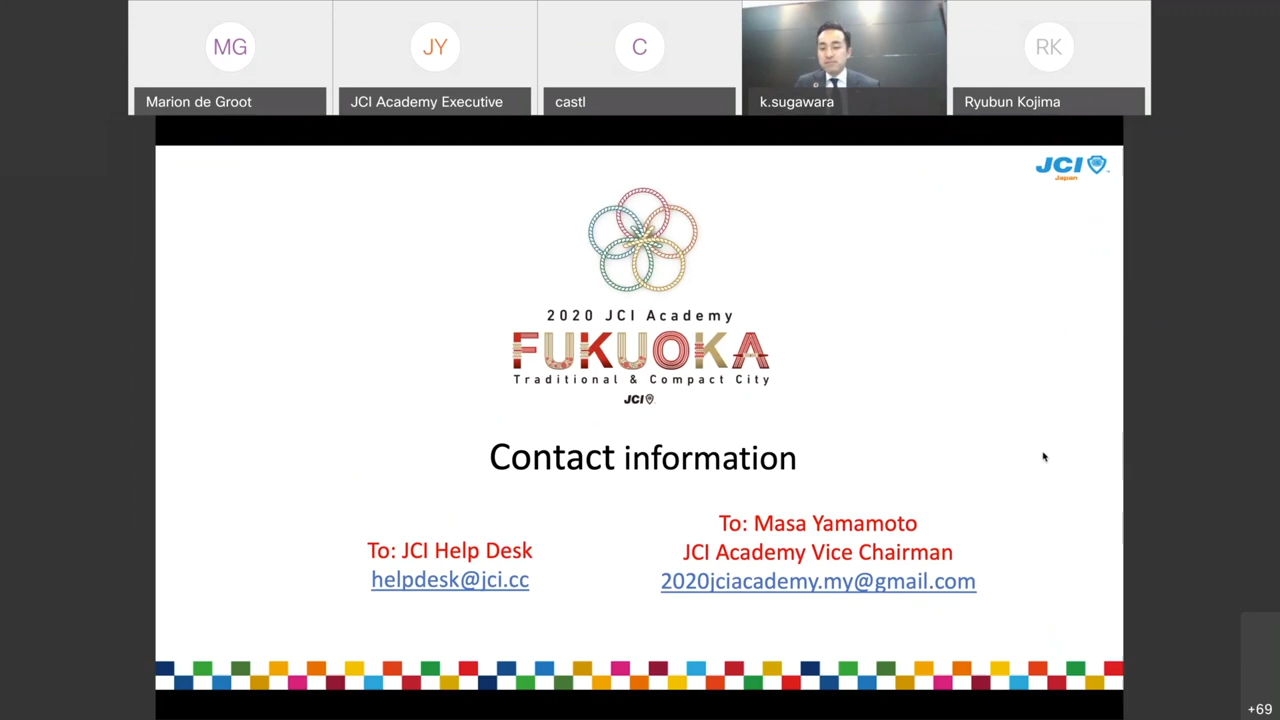 MG
JY
C
RK
Marion de Groot
JCI Academy Executive
castl
k.sugawara
Ryubun Kojima
JCI
Japan
2020 JCI Academy
FUKUOKA
Traditional & Compact City
JCI
Contact information
To: JCI Help Desk
helpdesk@jci.cc
To: Masa Yamamoto
JCI Academy Vice Chairman
2020jciacademy.my@gmail.com
+69